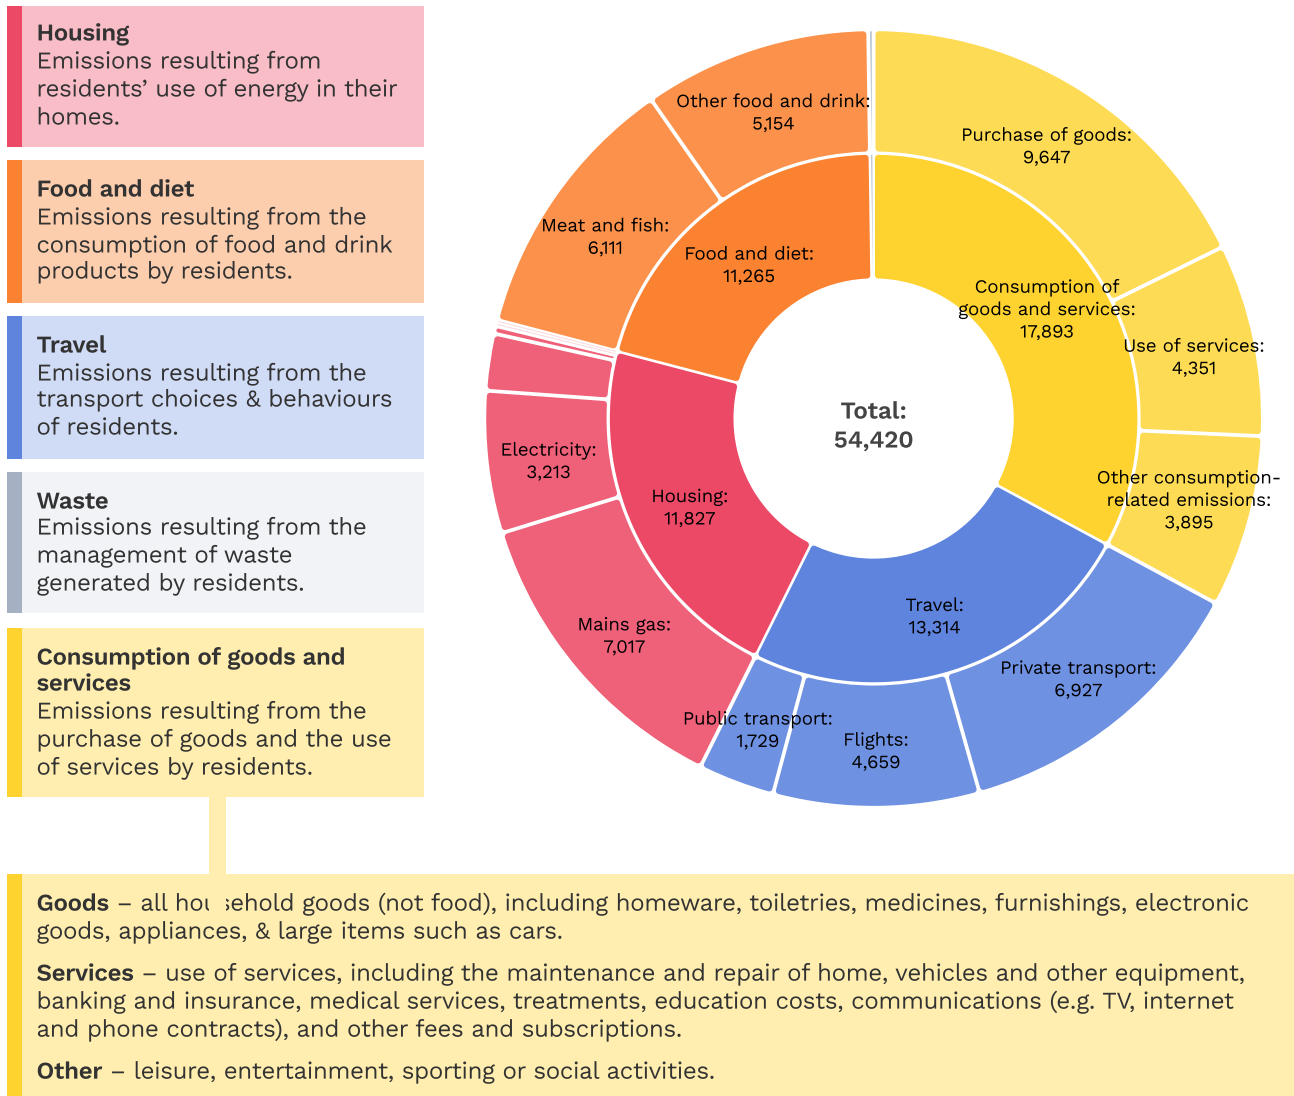 Housing
Emissions resulting from
residents’ use of energy in their
homes.
Food and diet
Emissions resulting from the
consumption of food and drink
products by residents.
Travel
Emissions resulting from the
transport choices & behaviours
of residents.
Waste
Emissions resulting from the
management of waste
generated by residents.
Consumption of goods and
services
Emissions resulting from the
purchase of goods and the use
of services by residents.
Other food and drink:
5,154
Purchase of goods:
9,647
Meat and fish:
6,111
Food and diet:
11,265
Consumption of
goods and services:
17,893
Use of services:
4,351
Total:
54,420
Electricity:
3,213
Housing:
11,827
Other consumption-
related emissions:
3,895
Mains gas:
7,017
Travel:
13,314
Private transport:
6,927
Public transport:
1,729
Flights:
4,659
Goods – all household goods (not food), including homeware, toiletries, medicines, furnishings, electronic
goods, appliances, & large items such as cars.
Services – use of services, including the maintenance and repair of home, vehicles and other equipment,
banking and insurance, medical services, treatments, education costs, communications (e.g. TV, internet
and phone contracts), and other fees and subscriptions.
Other – leisure, entertainment, sporting or social activities.